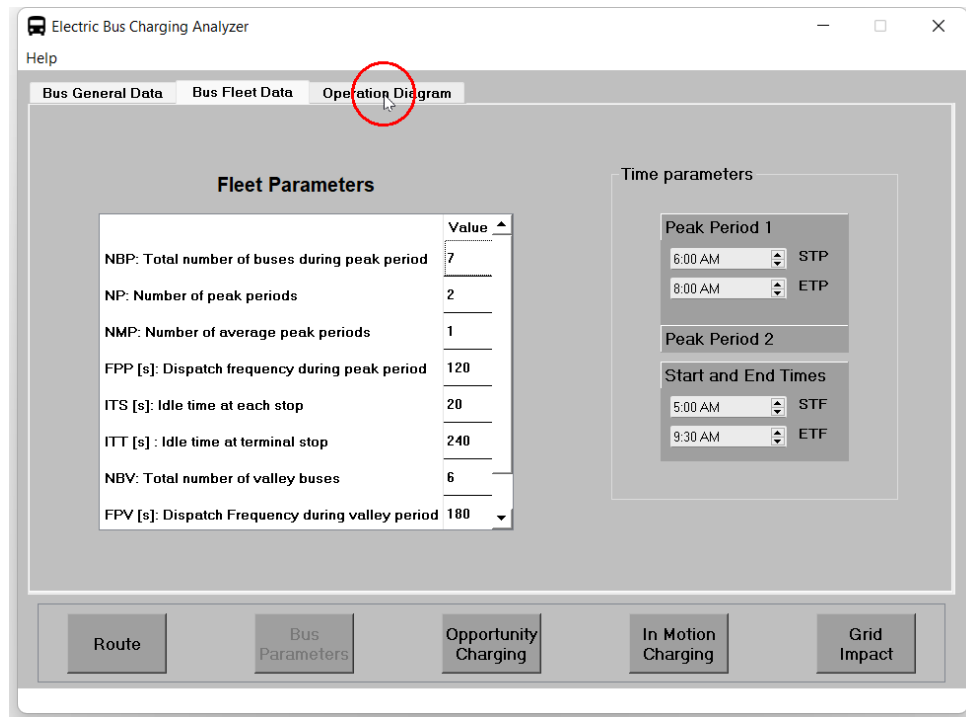 Electric Bus Charging Analyzer
Help
Bus General Data
Bus Fleet Data
Operation Diagram
Fleet Parameters
Value
NBP: Total number of buses during peak period 7
NP: Number of peak periods 2
NMP: Number of average peak periods 1
FPP [s]: Dispatch frequency during peak period 120
ITS [s]: Idle time at each stop 20
ITT [s] : Idle time at terminal stop 240
NBV: Total number of valley buses 6
FPV [s]: Dispatch Frequency during valley period 180
Time parameters
Peak Period 1
6:00 AM STP
8:00 AM ETP
Peak Period 2
Start and End Times
5:00 AM STF
9:30 AM ETF
Route
Bus
Parameters
Opportunity
Charging
In Motion
Charging
Grid
Impact